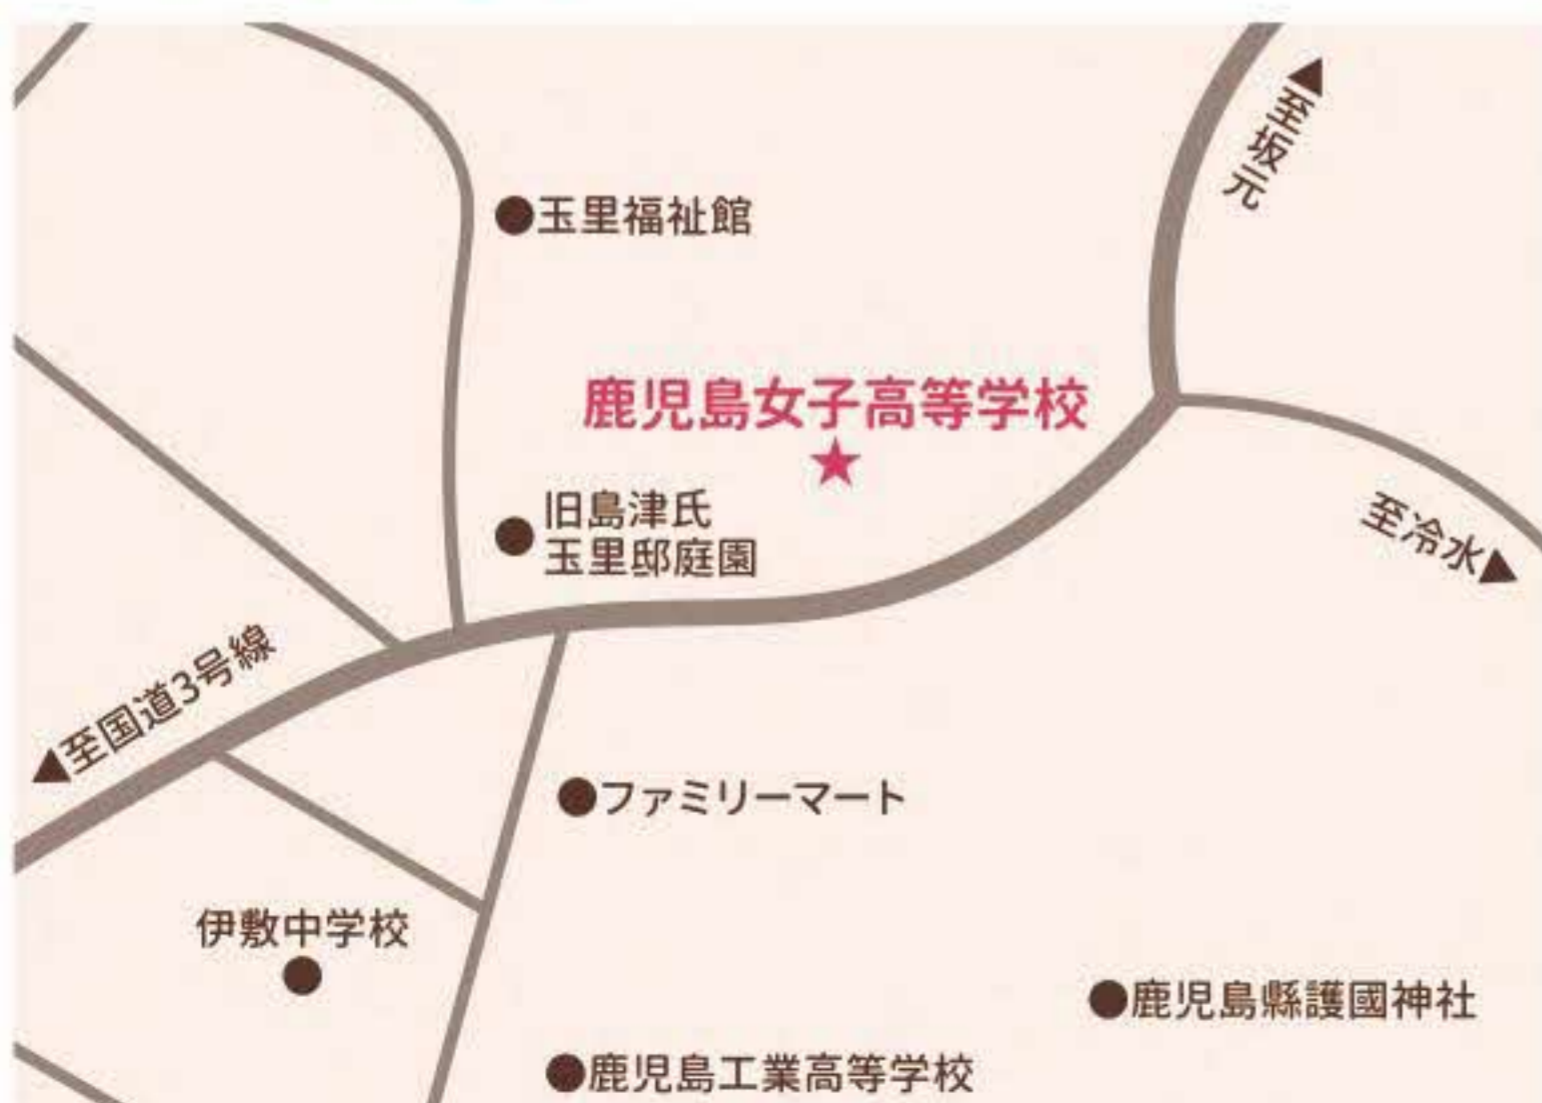 ▲至坂元
●玉里福祉館
鹿児島女子高等学校
★
●旧島津氏
玉里邸庭園
至冷水▲
▲至国道3号線
●ファミリーマート
伊敷中学校
●鹿児島縣護國神社
●鹿児島工業高等学校